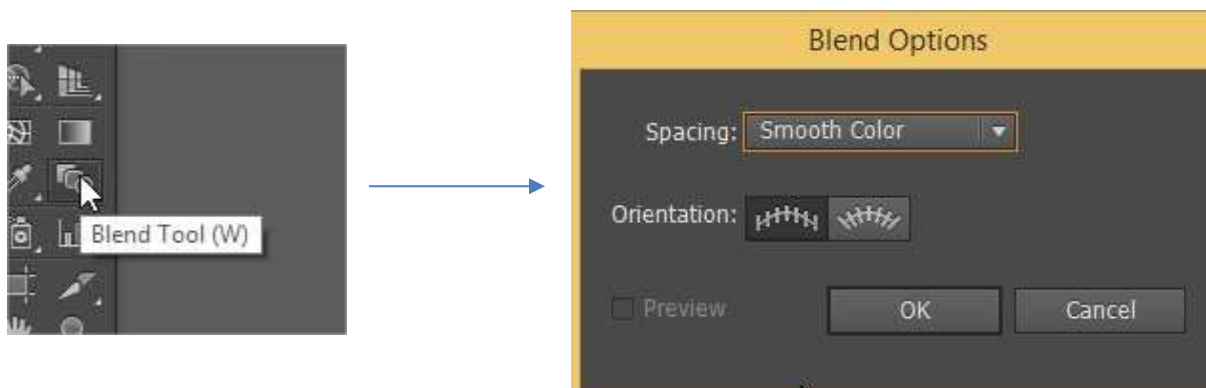 Blend Tool (W)
Blend Options
Spacing: Smooth Color
Orientation:
Preview OK Cancel